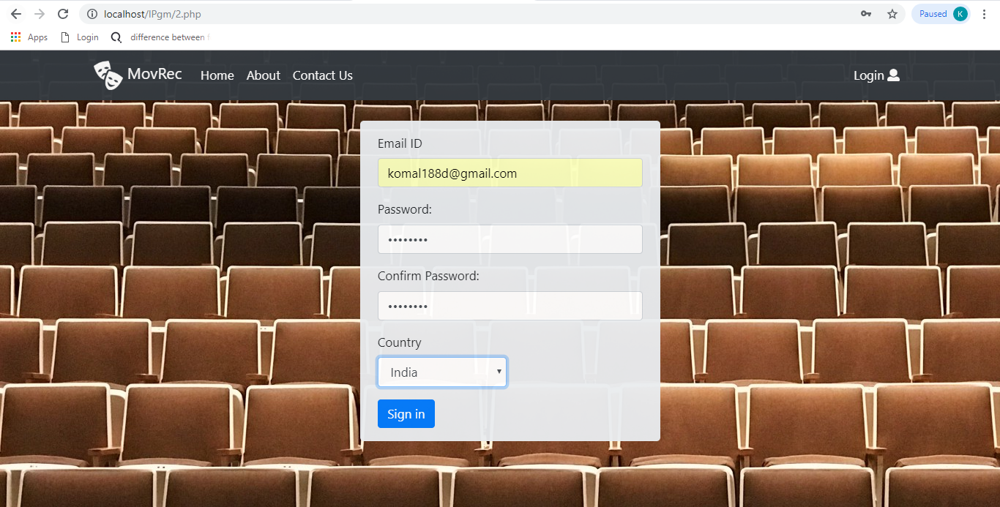 localhost/IPgm/2.php
Paused K
Apps Login difference between
MovRec Home About Contact Us Login
Email ID
komal188d@gmail.com
Password:
••••••••
Confirm Password:
••••••••
Country
India
Sign in